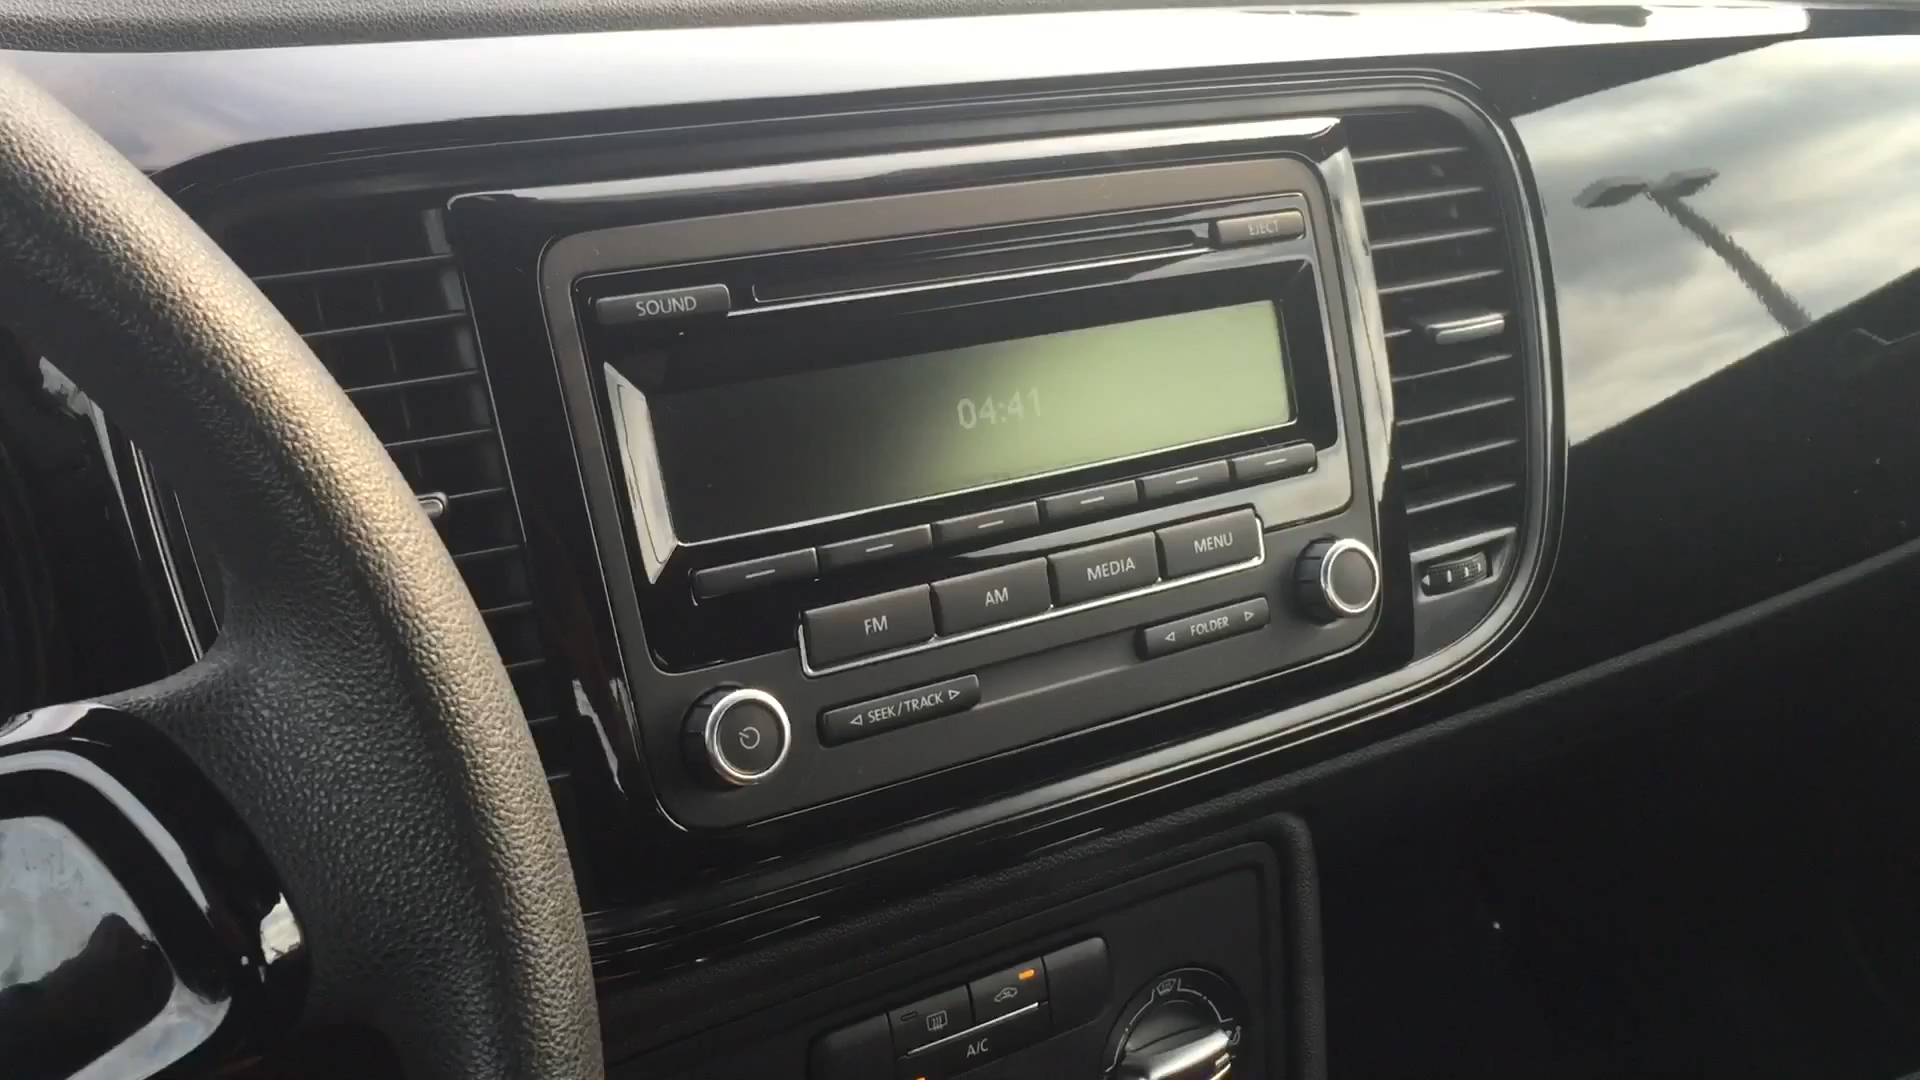 EJECT
SOUND
04:41
FM AM MEDIA MENU
SEEK/TRACK
FOLDER
A/C